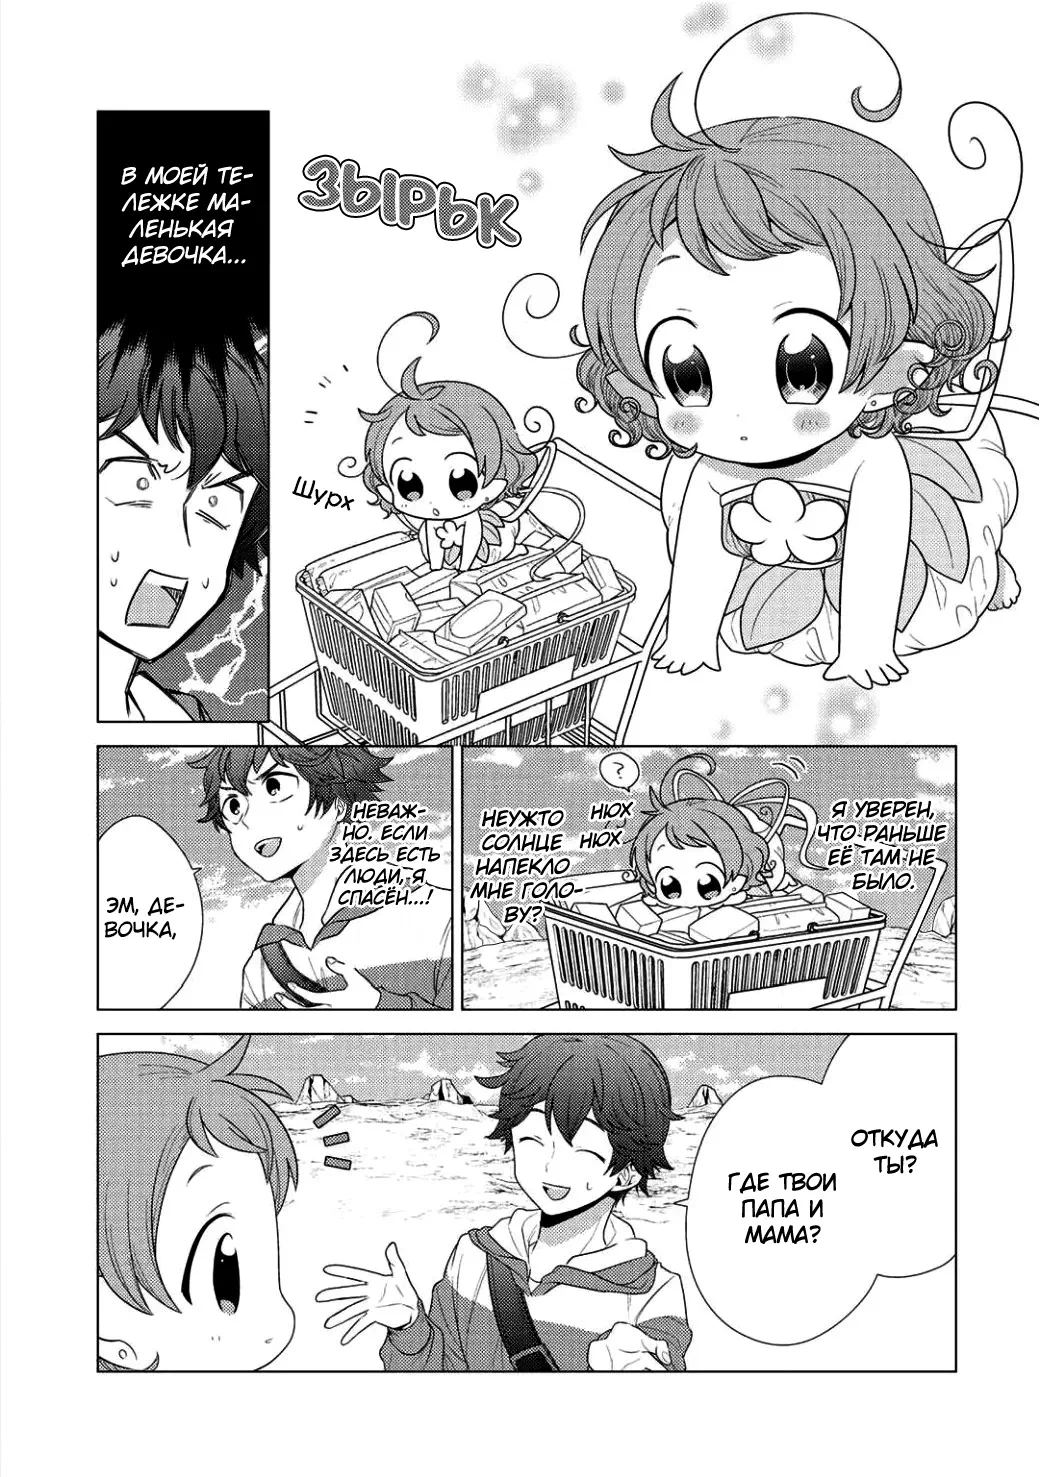 ЗЫРЬК
Шурх
В МОЕЙ ТЕ-
ЛЕЖКЕ МА-
ЛЕНЬКАЯ
ДЕВОЧКА...
Я УВЕРЕН,
ЧТО РАНЬШЕ
ЕЁ ТАМ НЕ
БЫЛО.
?
НЮХ
НЮХ
НЕУЖТО
СОЛНЦЕ
НАПЕКЛО
МНЕ ГОЛО-
ВУ?
НЕВАЖ-
НО. ЕСЛИ
ЗДЕСЬ ЕСТЬ
ЛЮДИ, Я
СПАСЁН...!
ЭМ, ДЕ-
ВОЧКА,
ОТКУДА
ТЫ?
ГДЕ ТВОИ
ПАПА И
МАМА?